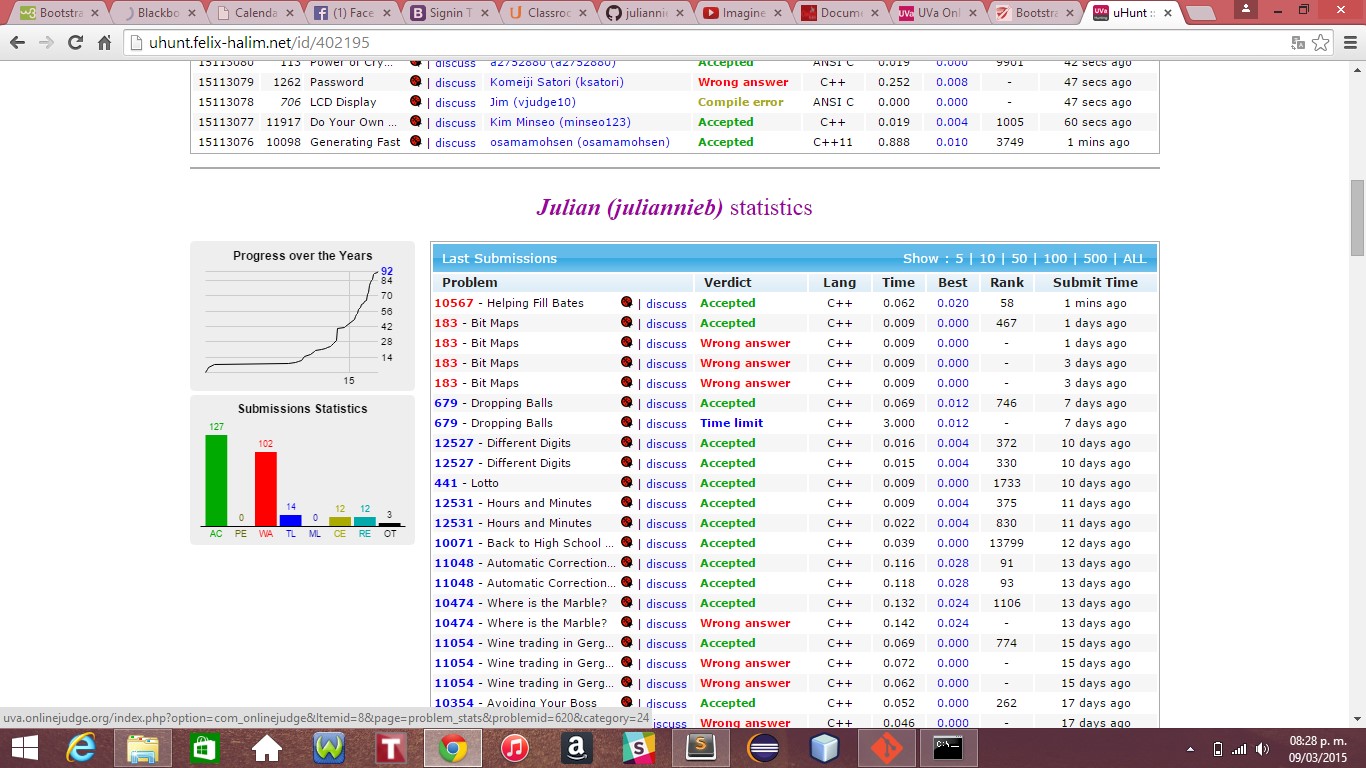 Bootstra
Blackbo
Calenda
(1) Face
Signin T
Classroc
juliannie
Imagine
Docume
UVa Onl
Bootstra
uHunt ::
uhunt.felix-halim.net/id/402195
15113080 113 Power of Cry... | discuss a2752880 (a2752880) Accepted ANSI C 0.019 0.000 9901 42 secs ago
15113079 1262 Password | discuss Komeiji Satori (ksatori) Wrong answer C++ 0.252 0.008 - 47 secs ago
15113078 706 LCD Display | discuss Jim (vjudge10) Compile error ANSI C 0.000 0.000 - 47 secs ago
15113077 11917 Do Your Own ... | discuss Kim Minseo (minseo123) Accepted C++ 0.019 0.004 1005 60 secs ago
15113076 10098 Generating Fast | discuss osamamohsen (osamamohsen) Accepted C++11 0.888 0.010 3749 1 mins ago
Julian (juliannieb) statistics
Progress over the Years
92
84
70
56
42
28
14
15
Submissions Statistics
127 0 102 14 0 12 12 3
AC PE WA TL ML CE RE OT
Last Submissions Show : 5 | 10 | 50 | 100 | 500 | ALL
Problem Verdict Lang Time Best Rank Submit Time
10567 - Helping Fill Bates | discuss Accepted C++ 0.062 0.020 58 1 mins ago
183 - Bit Maps | discuss Accepted C++ 0.009 0.000 467 1 days ago
183 - Bit Maps | discuss Wrong answer C++ 0.009 0.000 - 1 days ago
183 - Bit Maps | discuss Wrong answer C++ 0.009 0.000 - 3 days ago
183 - Bit Maps | discuss Wrong answer C++ 0.009 0.000 - 3 days ago
679 - Dropping Balls | discuss Accepted C++ 0.069 0.012 746 7 days ago
679 - Dropping Balls | discuss Time limit C++ 3.000 0.012 - 7 days ago
12527 - Different Digits | discuss Accepted C++ 0.016 0.004 372 10 days ago
12527 - Different Digits | discuss Accepted C++ 0.015 0.004 330 10 days ago
441 - Lotto | discuss Accepted C++ 0.009 0.000 1733 10 days ago
12531 - Hours and Minutes | discuss Accepted C++ 0.009 0.004 375 11 days ago
12531 - Hours and Minutes | discuss Accepted C++ 0.022 0.004 830 11 days ago
10071 - Back to High School ... | discuss Accepted C++ 0.039 0.000 13799 12 days ago
11048 - Automatic Correction... | discuss Accepted C++ 0.116 0.028 91 13 days ago
11048 - Automatic Correction... | discuss Accepted C++ 0.118 0.028 93 13 days ago
10474 - Where is the Marble? | discuss Accepted C++ 0.132 0.024 1106 13 days ago
10474 - Where is the Marble? | discuss Wrong answer C++ 0.142 0.024 - 13 days ago
11054 - Wine trading in Gerg... | discuss Accepted C++ 0.069 0.000 774 15 days ago
11054 - Wine trading in Gerg... | discuss Wrong answer C++ 0.072 0.000 - 15 days ago
11054 - Wine trading in Gerg... | discuss Wrong answer C++ 0.062 0.000 - 15 days ago
10354 - Avoiding Your Boss | discuss Accepted C++ 0.052 0.000 262 17 days ago
discuss Wrong answer C++ 0.046 0.000 - 17 days ago
uva.onlinejudge.org/index.php?option=com_onlinejudge&Itemid=8&page=problem_stats&problemid=620&category=24
08:28 p. m.
09/03/2015